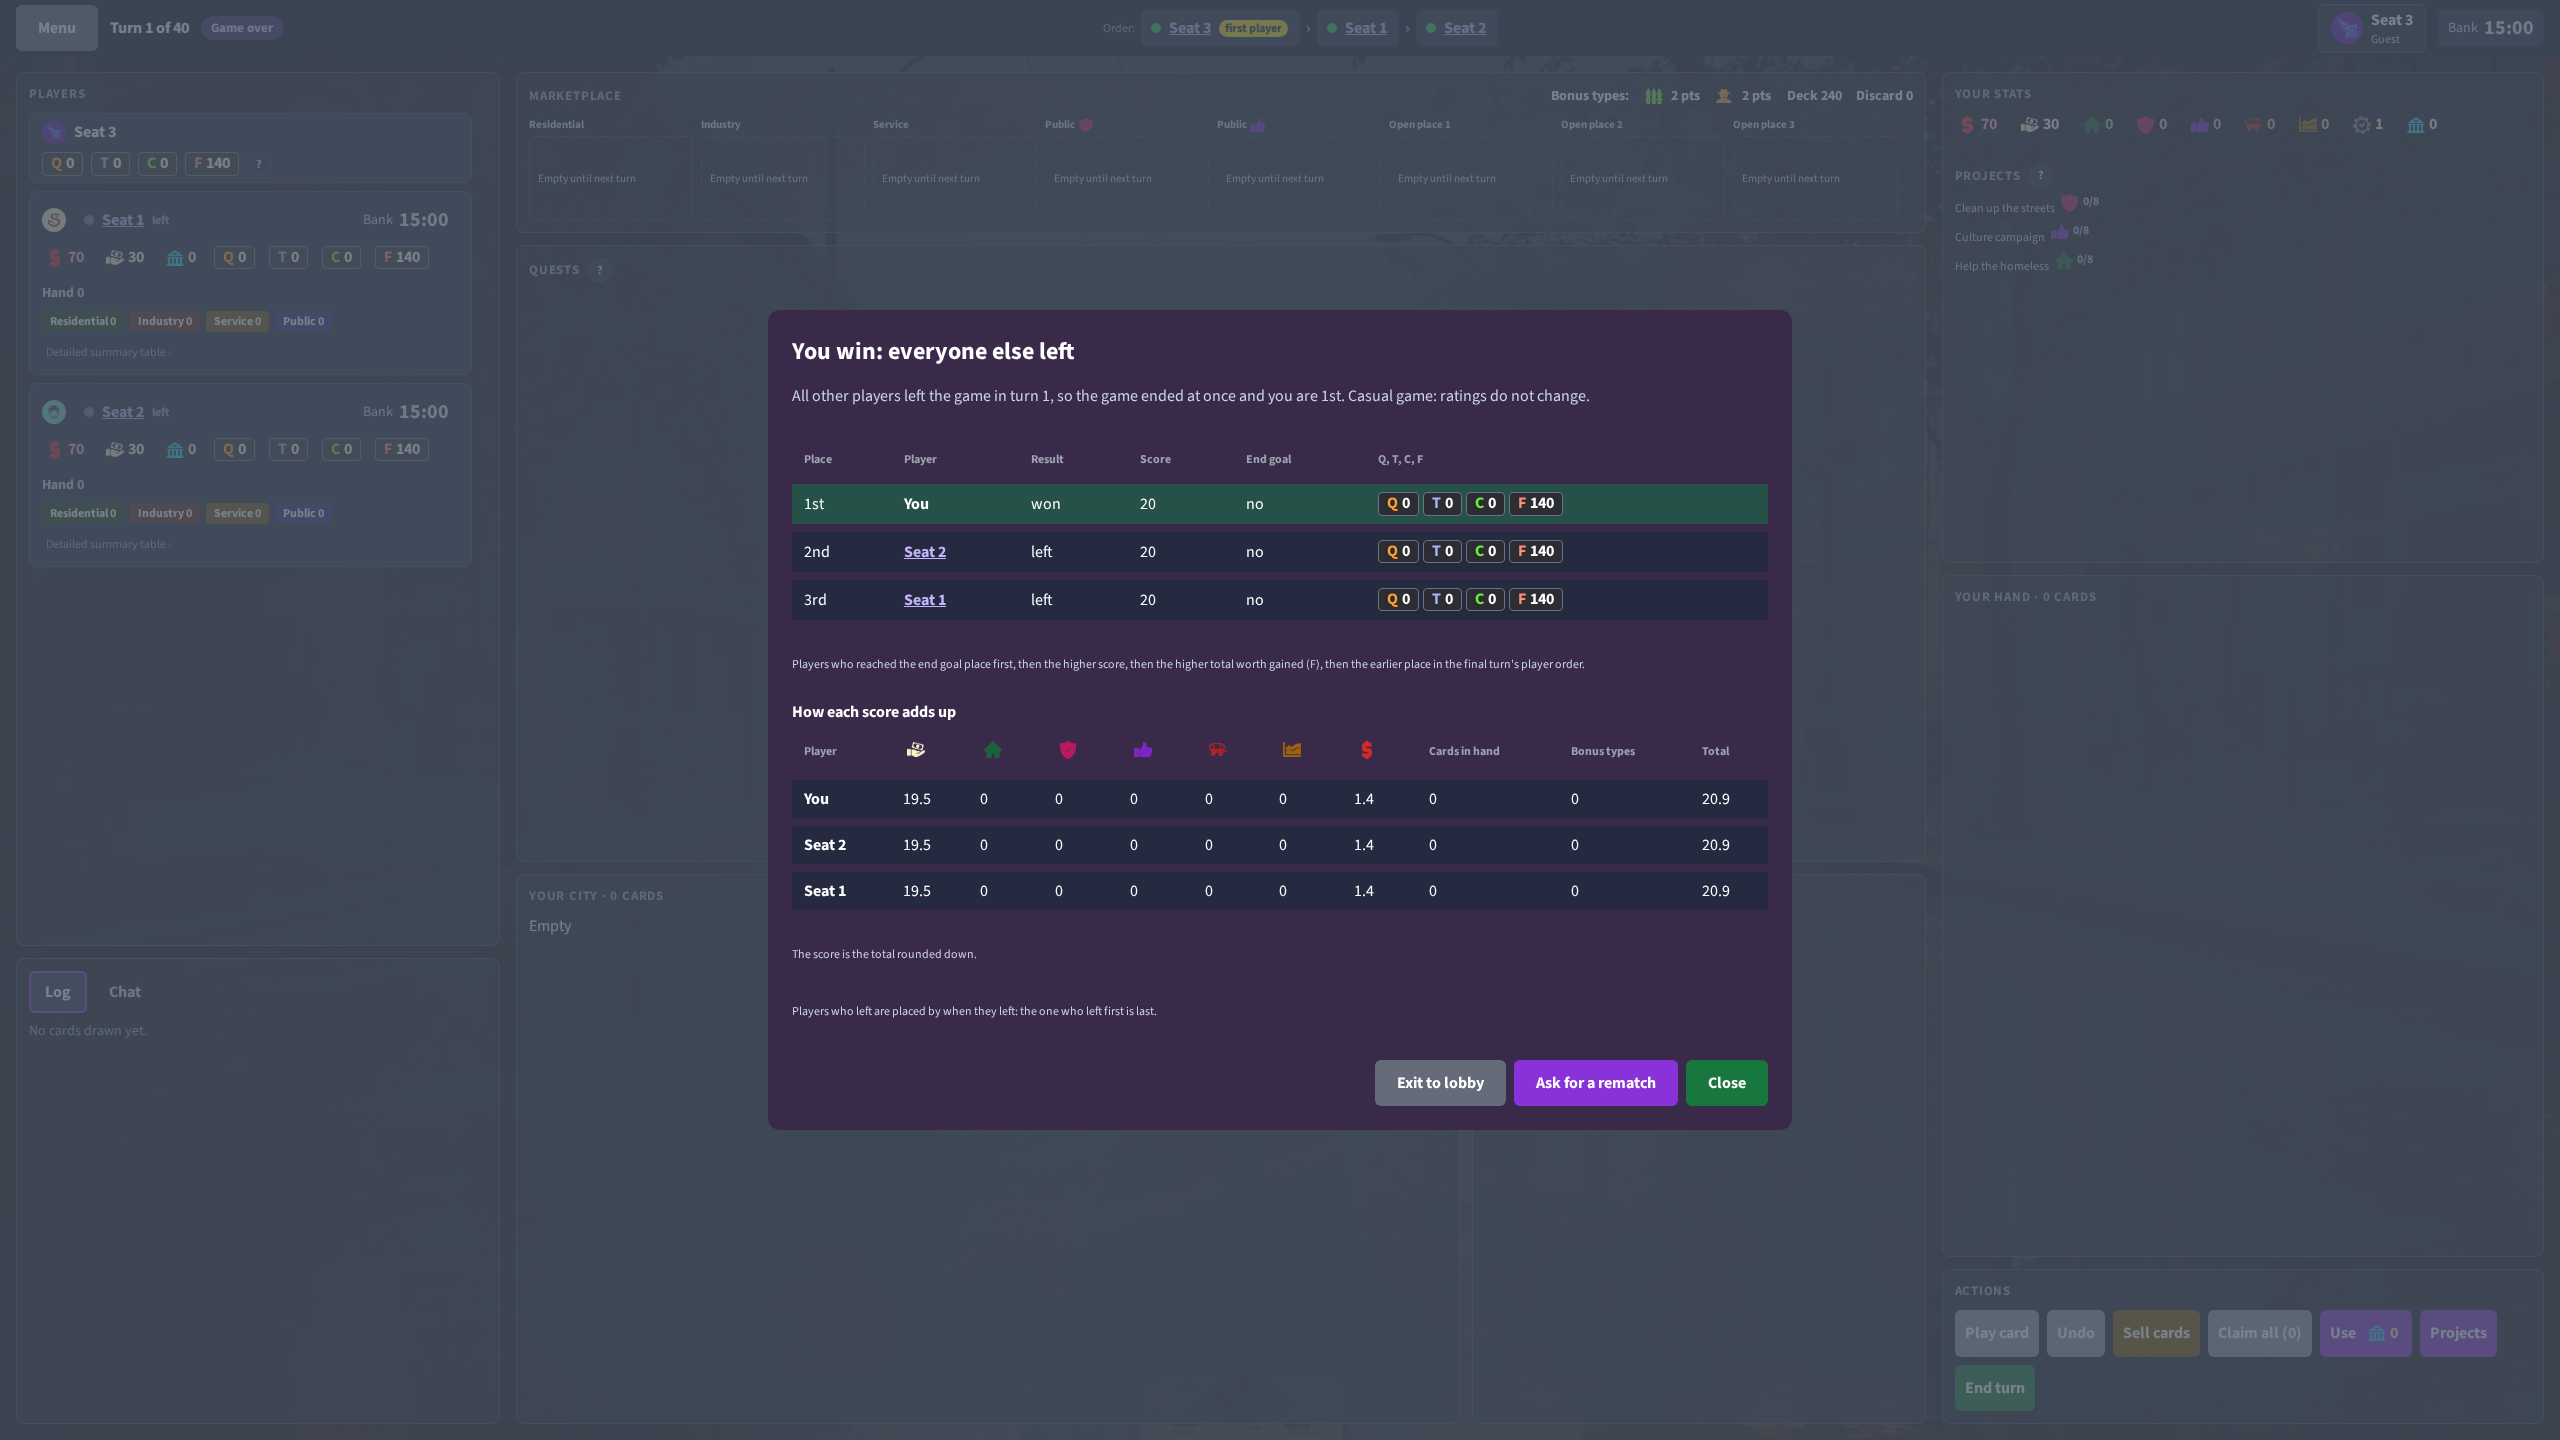 Menu Turn 1 of 40 Game over Order: Seat 3 first player › Seat 1 › Seat 2 Seat 3 Guest Bank 15:00
PLAYERS
Seat 3
Q 0 T 0 C 0 F 140 ?
Seat 1 left Bank 15:00
70 30 0 Q 0 T 0 C 0 F 140
Hand 0
Residential 0 Industry 0 Service 0 Public 0
Detailed summary table ›
Seat 2 left Bank 15:00
70 30 0 Q 0 T 0 C 0 F 140
Hand 0
Residential 0 Industry 0 Service 0 Public 0
Detailed summary table ›
Log Chat
No cards drawn yet.
MARKETPLACE Bonus types: 2 pts 2 pts Deck 240 Discard 0
Residential Industry Service Public Public Open place 1 Open place 2 Open place 3
Empty until next turn Empty until next turn Empty until next turn Empty until next turn Empty until next turn Empty until next turn Empty until next turn Empty until next turn
QUESTS ?
You win: everyone else left
All other players left the game in turn 1, so the game ended at once and you are 1st. Casual game: ratings do not change.
Place Player Result Score End goal Q, T, C, F
1st You won 20 no Q 0 T 0 C 0 F 140
2nd Seat 2 left 20 no Q 0 T 0 C 0 F 140
3rd Seat 1 left 20 no Q 0 T 0 C 0 F 140
Players who reached the end goal place first, then the higher score, then the higher total worth gained (F), then the earlier place in the final turn's player order.
How each score adds up
Player Cards in hand Bonus types Total
You 19.5 0 0 0 0 0 1.4 0 0 20.9
Seat 2 19.5 0 0 0 0 0 1.4 0 0 20.9
Seat 1 19.5 0 0 0 0 0 1.4 0 0 20.9
The score is the total rounded down.
Players who left are placed by when they left: the one who left first is last.
Exit to lobby Ask for a rematch Close
YOUR CITY · 0 CARDS
Empty
YOUR STATS
70 30 0 0 0 0 0 1 0
PROJECTS ?
Clean up the streets 0/8
Culture campaign 0/8
Help the homeless 0/8
YOUR HAND · 0 CARDS
ACTIONS
Play card Undo Sell cards Claim all (0) Use 0 Projects
End turn